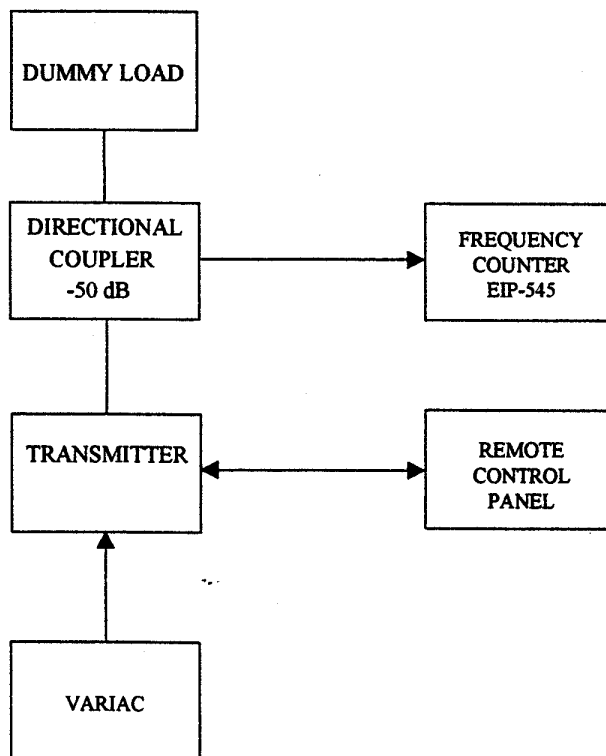 DUMMY LOAD
DIRECTIONAL
COUPLER
-50 dB
FREQUENCY
COUNTER
EIP-545
TRANSMITTER
REMOTE
CONTROL
PANEL
VARIAC